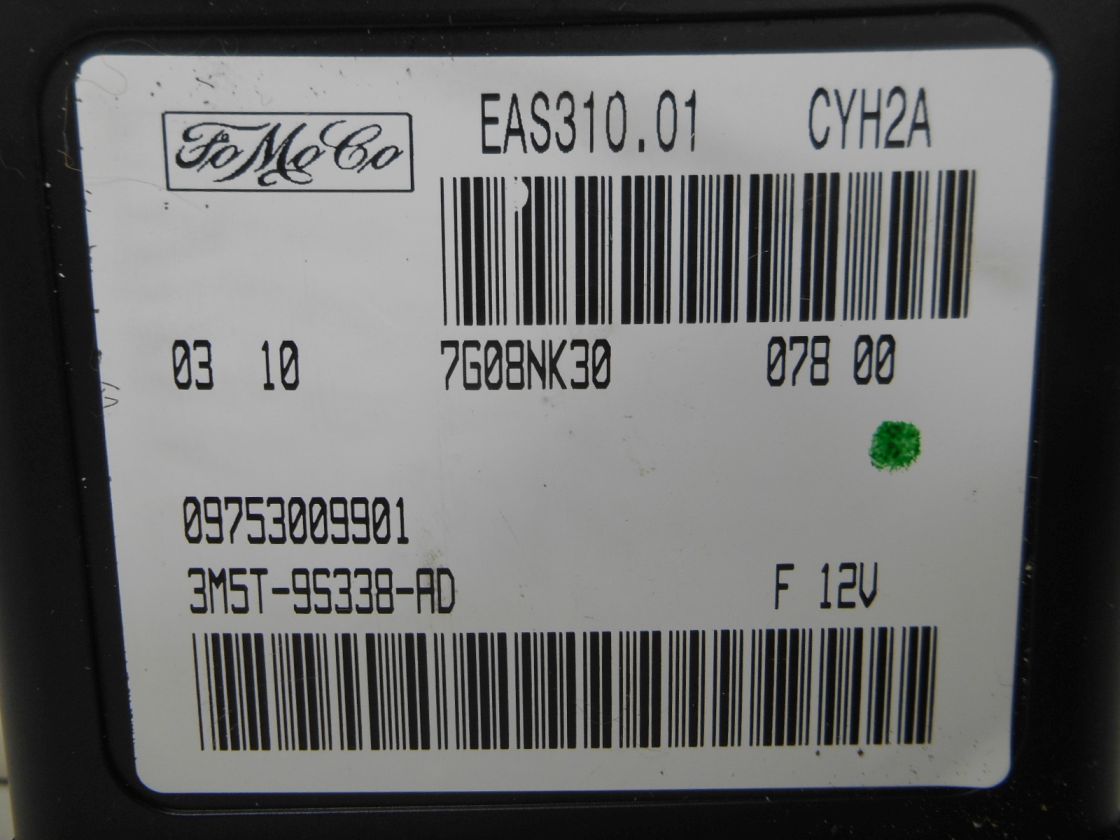 FoMoCo
EAS310.01 CYH2A
03 10 7G08NK30 078 00
09753009901
3M5T-9S338-AD F 12V